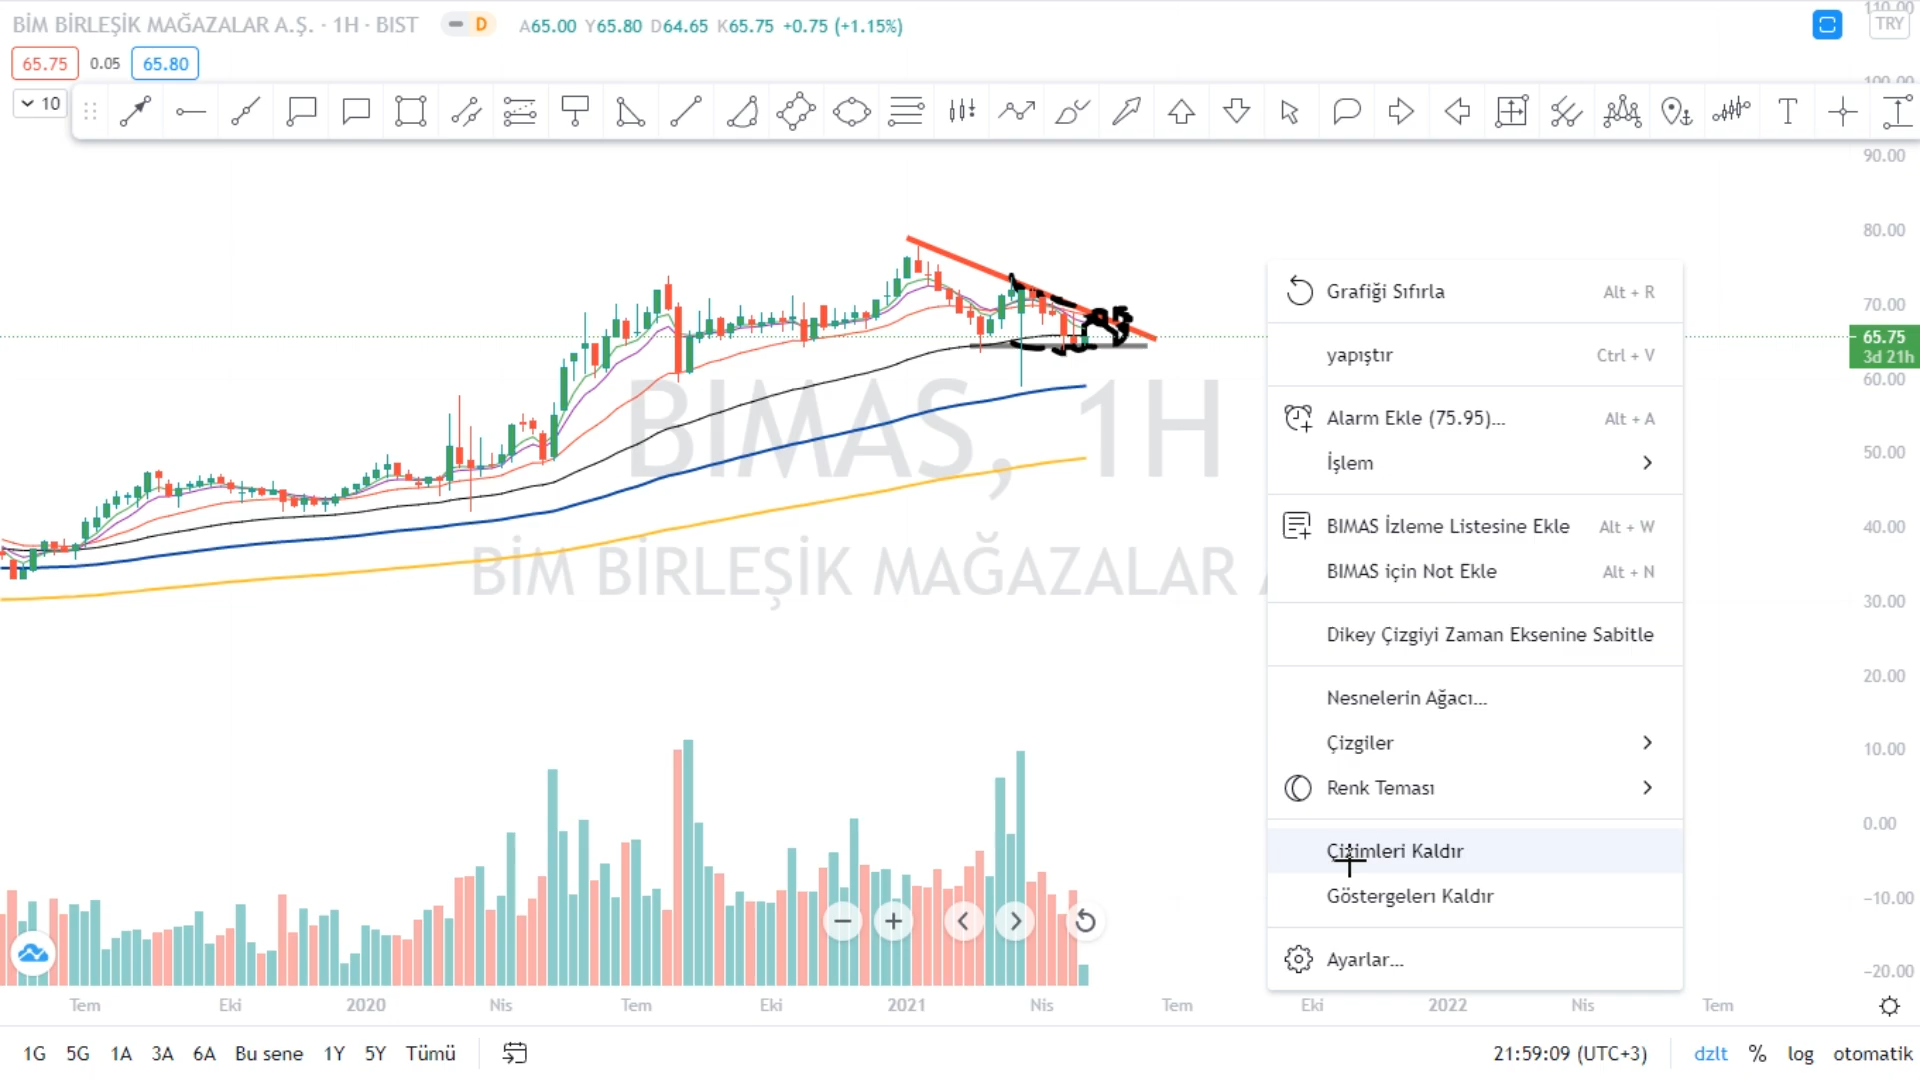 BİM BİRLEŞİK MAĞAZALAR A.Ş. · 1H · BIST
D
A65.00 Y65.80 D64.65 K65.75 +0.75 (+1.15%)
TRY
110.00
65.75 0.05 65.80
100.00
10
T
90.00
80.00
70.00
65.75
3d 21h
60.00
50.00
40.00
30.00
20.00
10.00
0.00
-10.00
-20.00
BIMAS, 1H
BİM BİRLEŞİK MAĞAZALAR A
Grafiği Sıfırla Alt + R
yapıştır Ctrl + V
Alarm Ekle (75.95)... Alt + A
İşlem
BIMAS İzleme Listesine Ekle Alt + W
BIMAS için Not Ekle Alt + N
Dikey Çizgiyi Zaman Eksenine Sabitle
Nesnelerin Ağacı...
Çizgiler
Renk Teması
Çizimleri Kaldır
Göstergeleri Kaldır
Ayarlar...
Tem Eki 2020 Nis Tem Eki 2021 Nis Tem Eki 2022 Nis Tem
1G 5G 1A 3A 6A Bu sene 1Y 5Y Tümü
21:59:09 (UTC+3) dzlt % log otomatik